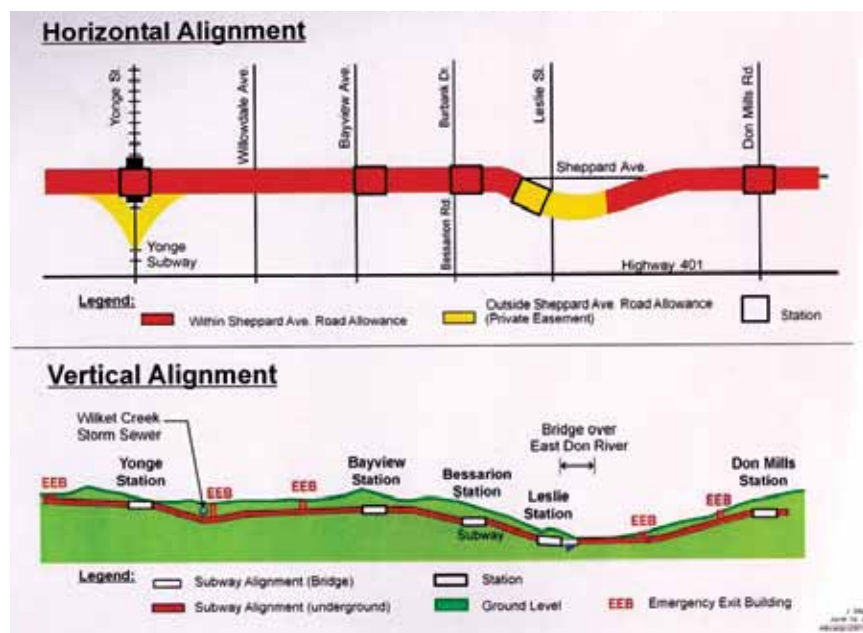 Horizontal Alignment
Yonge St.
Willowdale Ave.
Bayview Ave.
Burbank Dr.
Leslie St.
Don Mills Rd.
Sheppard Ave.
Bessarion Rd.
Yonge
Subway
Highway 401
Legend:
Within Sheppard Ave. Road Allowance
Outside Sheppard Ave. Road Allowance
(Private Easement)
Station
Vertical Alignment
Wilket Creek
Storm Sewer
Bridge over
East Don River
Yonge
Station
Bayview
Station
Bessarion
Station
Leslie
Station
Don Mills
Station
EEB
EEB
EEB
EEB
EEB
Subway
Legend:
Subway Alignment (Bridge)
Station
Subway Alignment (underground)
Ground Level
EEB Emergency Exit Building